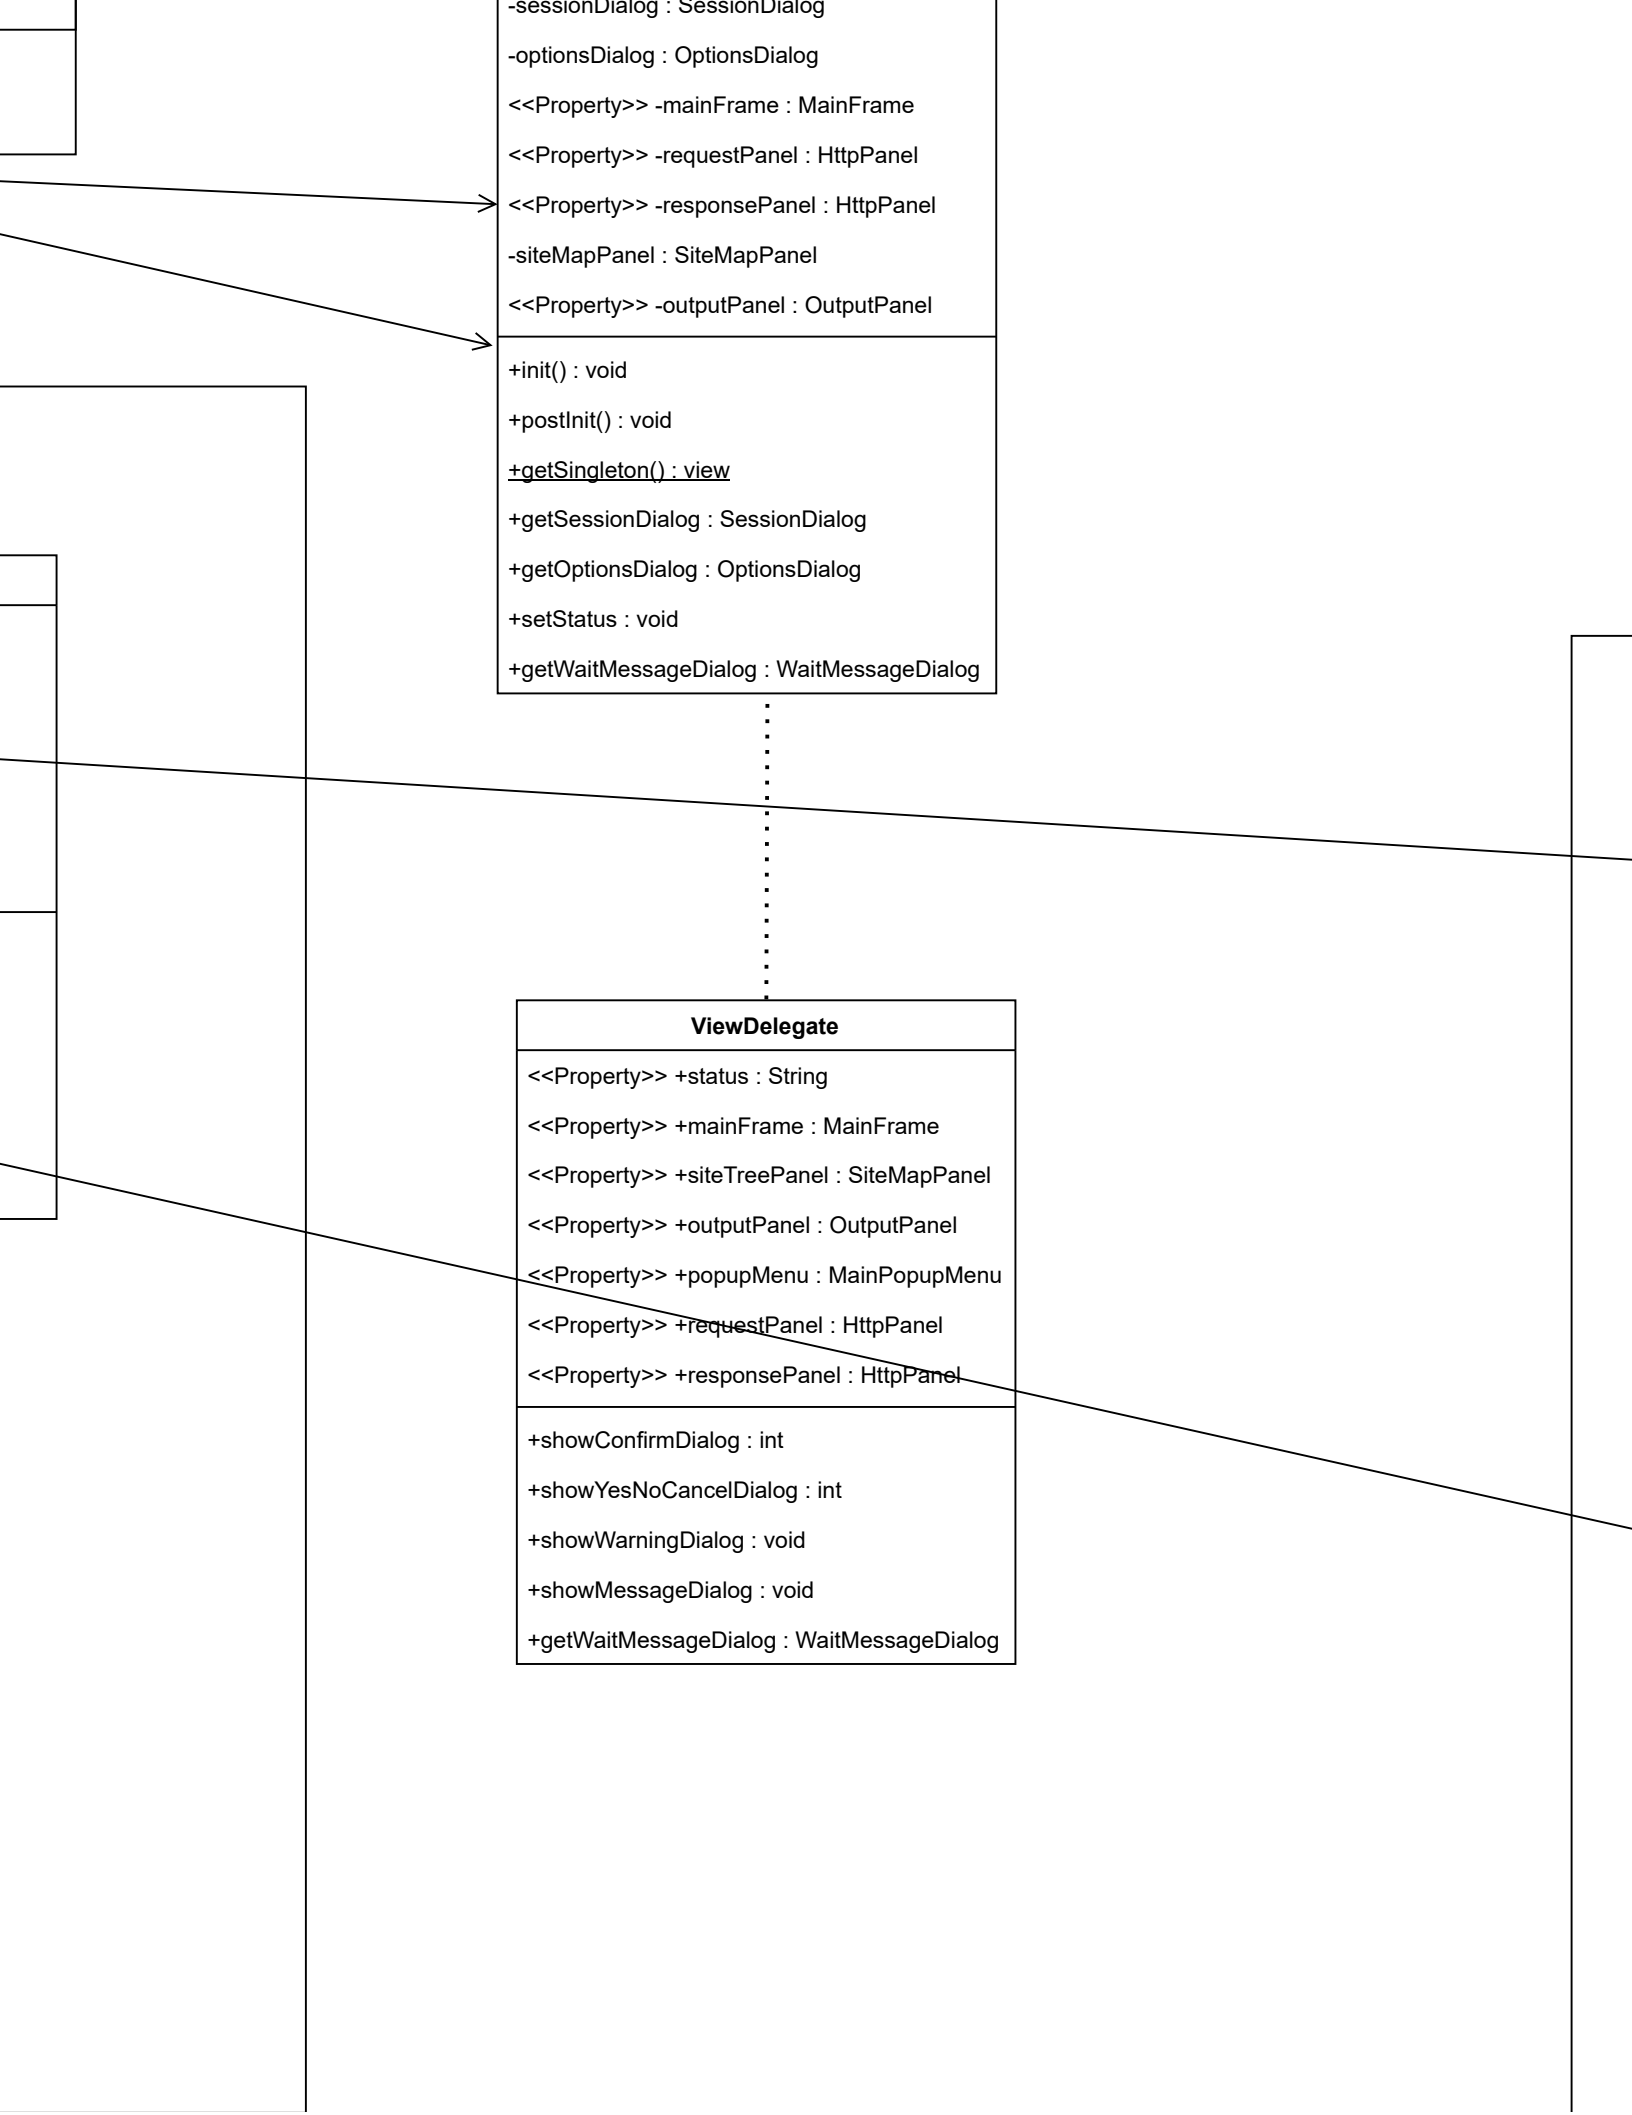 -sessionDialog : SessionDialog
-optionsDialog : OptionsDialog
<<Property>> -mainFrame : MainFrame
<<Property>> -requestPanel : HttpPanel
<<Property>> -responsePanel : HttpPanel
-siteMapPanel : SiteMapPanel
<<Property>> -outputPanel : OutputPanel
+init() : void
+postInit() : void
+getSingleton() : view
+getSessionDialog : SessionDialog
+getOptionsDialog : OptionsDialog
+setStatus : void
+getWaitMessageDialog : WaitMessageDialog
ViewDelegate
<<Property>> +status : String
<<Property>> +mainFrame : MainFrame
<<Property>> +siteTreePanel : SiteMapPanel
<<Property>> +outputPanel : OutputPanel
<<Property>> +popupMenu : MainPopupMenu
<<Property>> +requestPanel : HttpPanel
<<Property>> +responsePanel : HttpPanel
+showConfirmDialog : int
+showYesNoCancelDialog : int
+showWarningDialog : void
+showMessageDialog : void
+getWaitMessageDialog : WaitMessageDialog